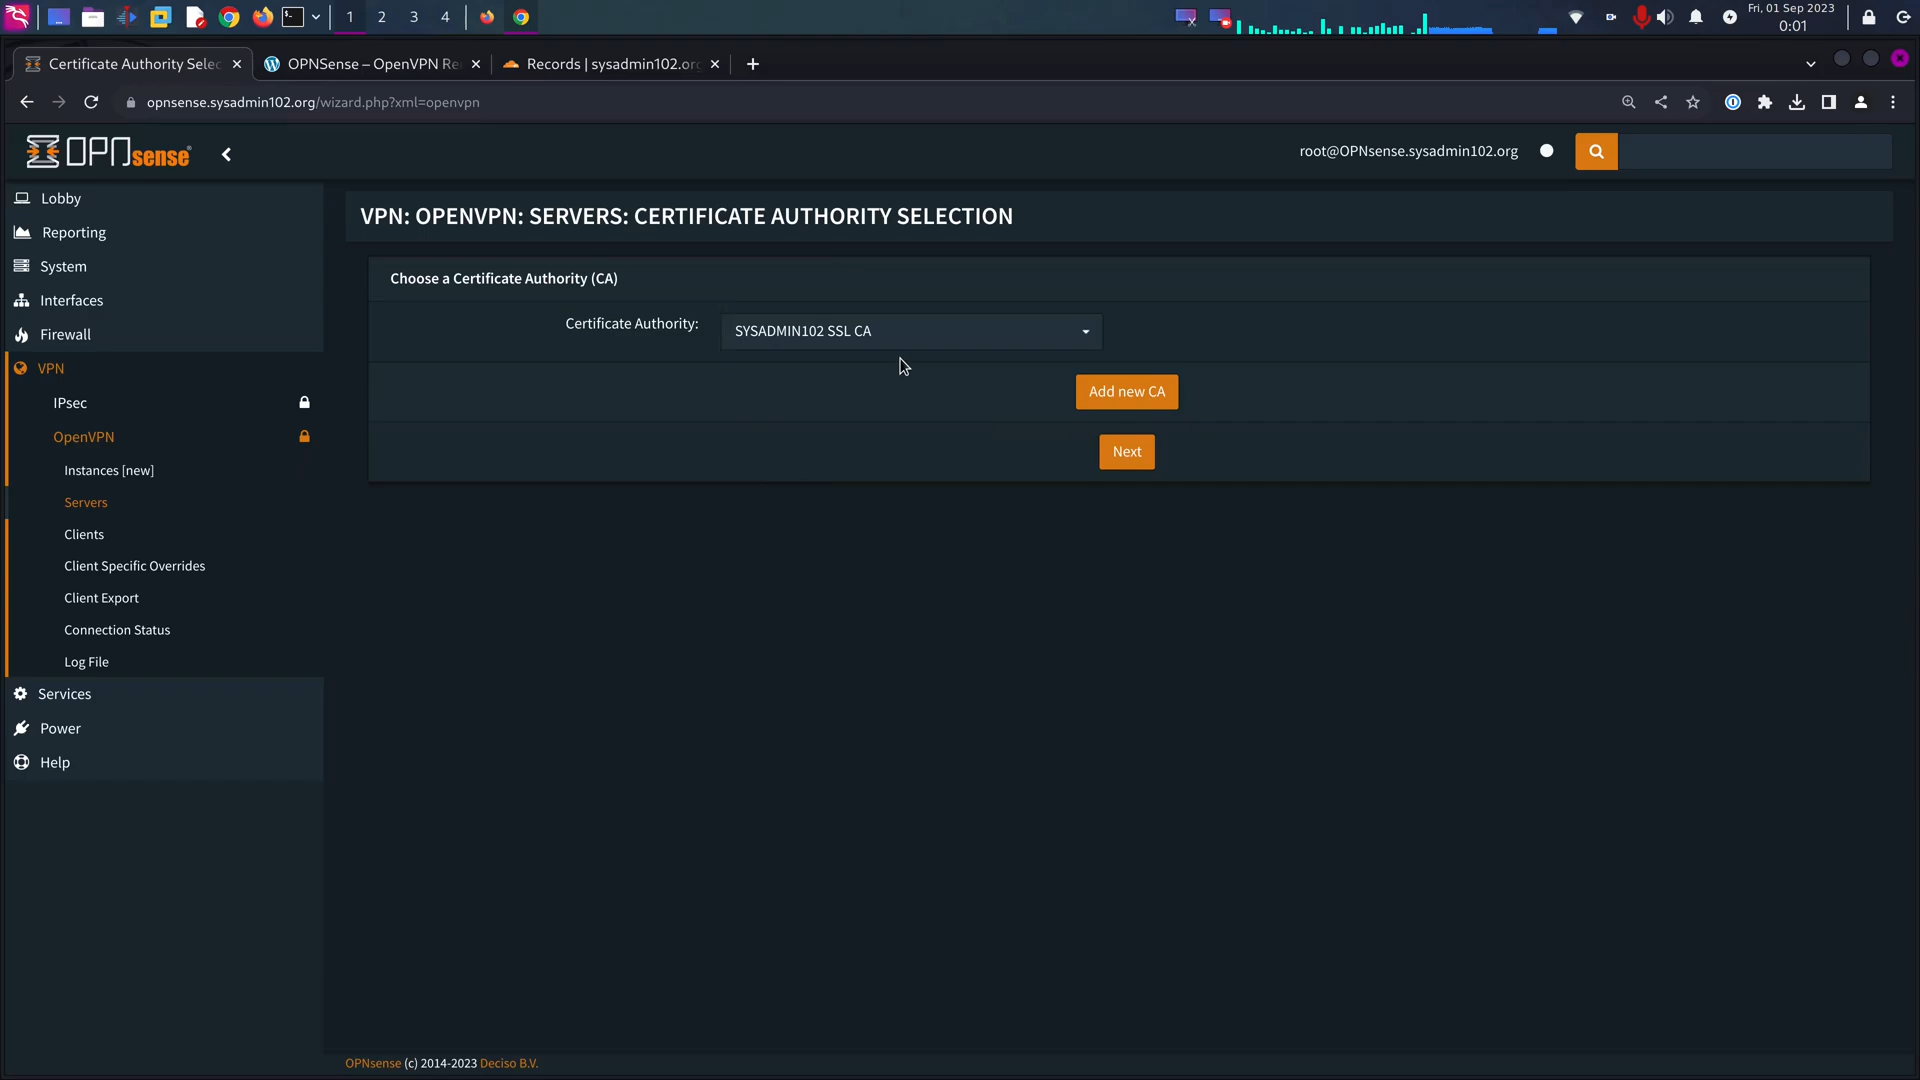 1 2 3 4
Fri, 01 Sep 2023
0:01
Certificate Authority Selec
OPNSense – OpenVPN Re
Records | sysadmin102.or
opnsense.sysadmin102.org/wizard.php?xml=openvpn
OPNsense
root@OPNsense.sysadmin102.org
Lobby
Reporting
System
Interfaces
Firewall
VPN
IPsec
OpenVPN
Instances [new]
Servers
Clients
Client Specific Overrides
Client Export
Connection Status
Log File
Services
Power
Help
VPN: OPENVPN: SERVERS: CERTIFICATE AUTHORITY SELECTION
Choose a Certificate Authority (CA)
Certificate Authority:
SYSADMIN102 SSL CA
Add new CA
Next
OPNsense (c) 2014-2023 Deciso B.V.